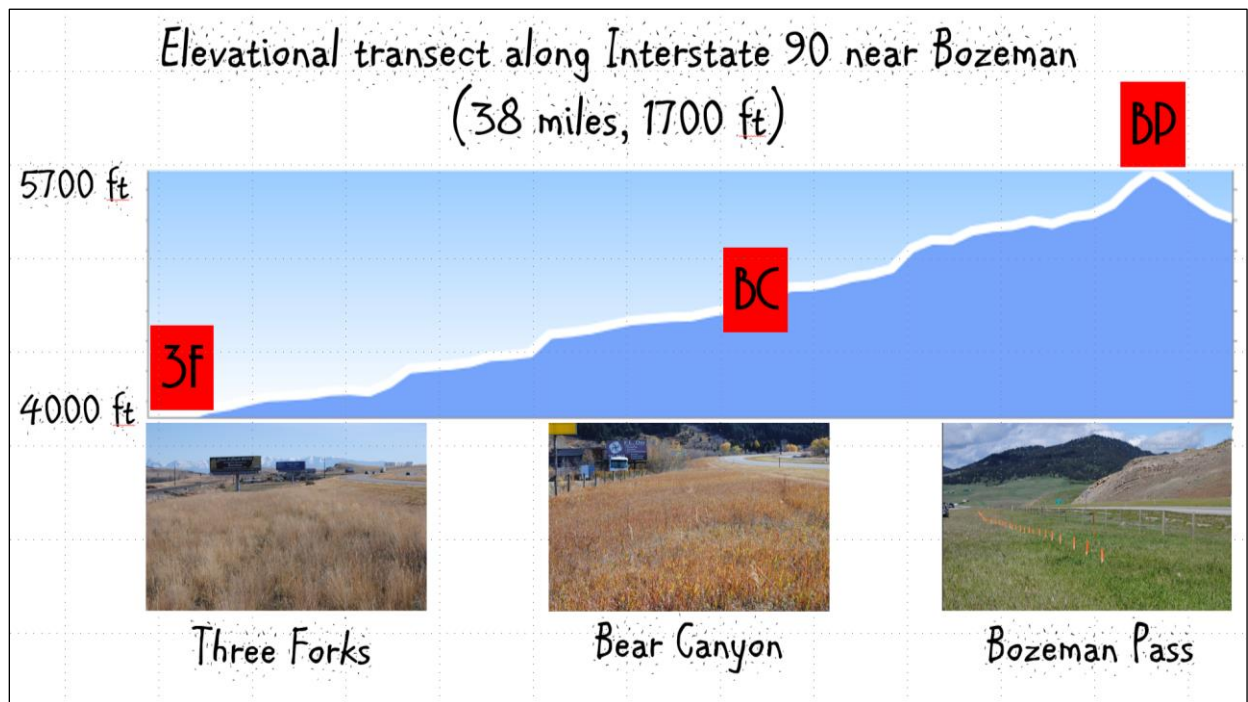 Elevational transect along Interstate 90 near Bozeman
(38 miles, 1700 ft)
BP
5700 ft
BC
3F
4000 ft
Three Forks
Bear Canyon
Bozeman Pass